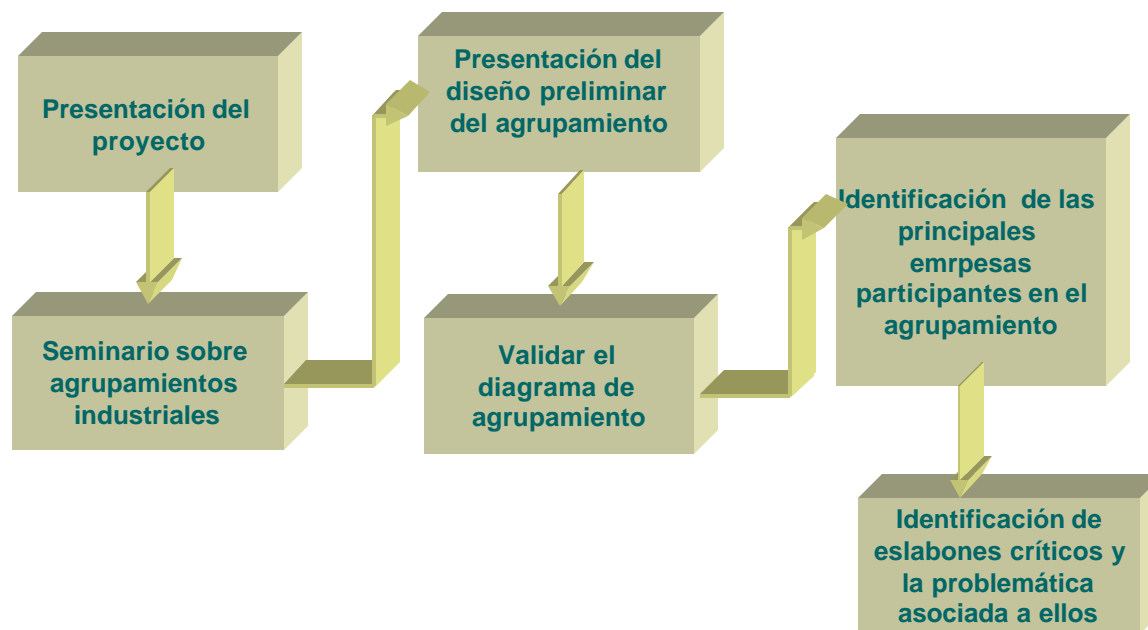 Presentación del
proyecto
Seminario sobre
agrupamientos
industriales
Presentación del
diseño preliminar
del agrupamiento
Validar el
diagrama de
agrupamiento
Identificación de las
principales
emrpesas
participantes en el
agrupamiento
Identificación de
eslabones críticos y
la problemática
asociada a ellos